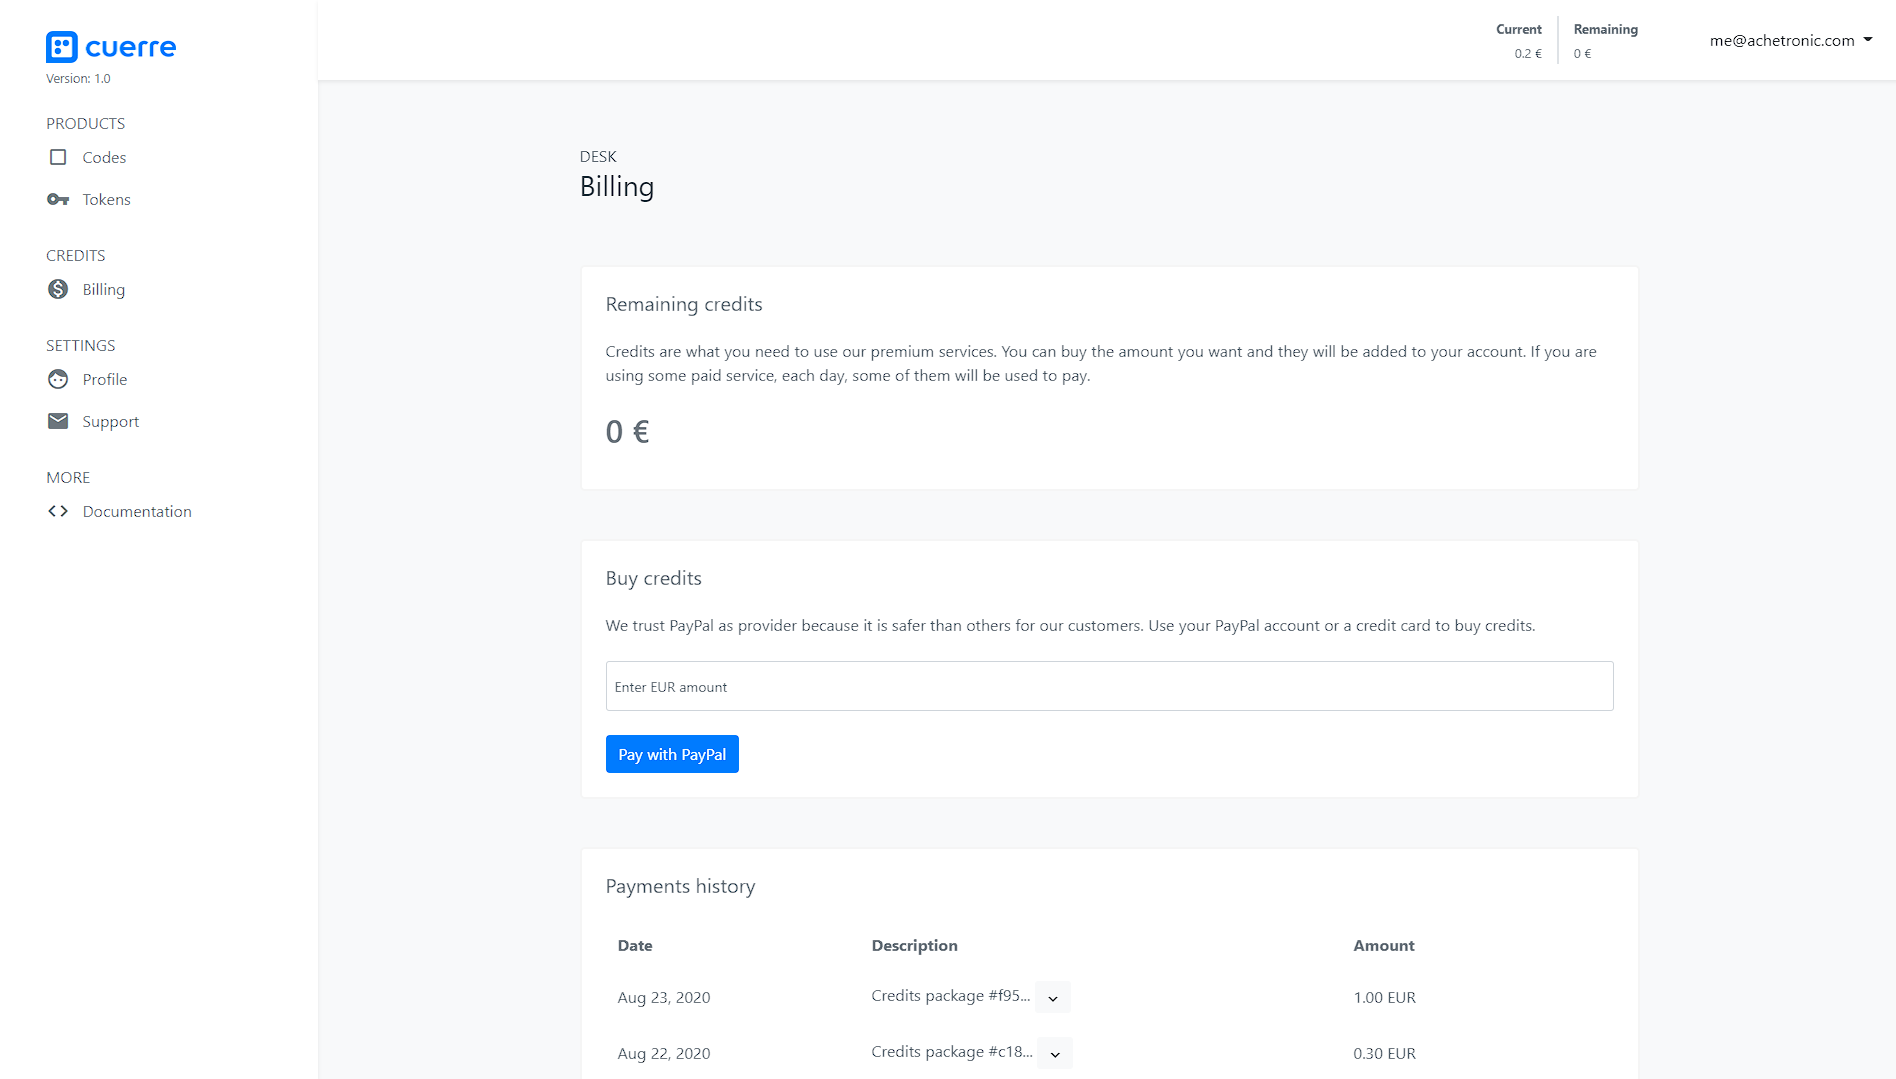 cuerre
Version: 1.0
PRODUCTS
Codes
Tokens
CREDITS
Billing
SETTINGS
Profile
Support
MORE
Documentation
Current
0.2 €
Remaining
0 €
me@achetronic.com
DESK
Billing
Remaining credits
Credits are what you need to use our premium services. You can buy the amount you want and they will be added to your account. If you are
using some paid service, each day, some of them will be used to pay.
0 €
Buy credits
We trust PayPal as provider because it is safer than others for our customers. Use your PayPal account or a credit card to buy credits.
Enter EUR amount
Pay with PayPal
Payments history
Date Description Amount
Aug 23, 2020 Credits package #f95... 1.00 EUR
Aug 22, 2020 Credits package #c18... 0.30 EUR